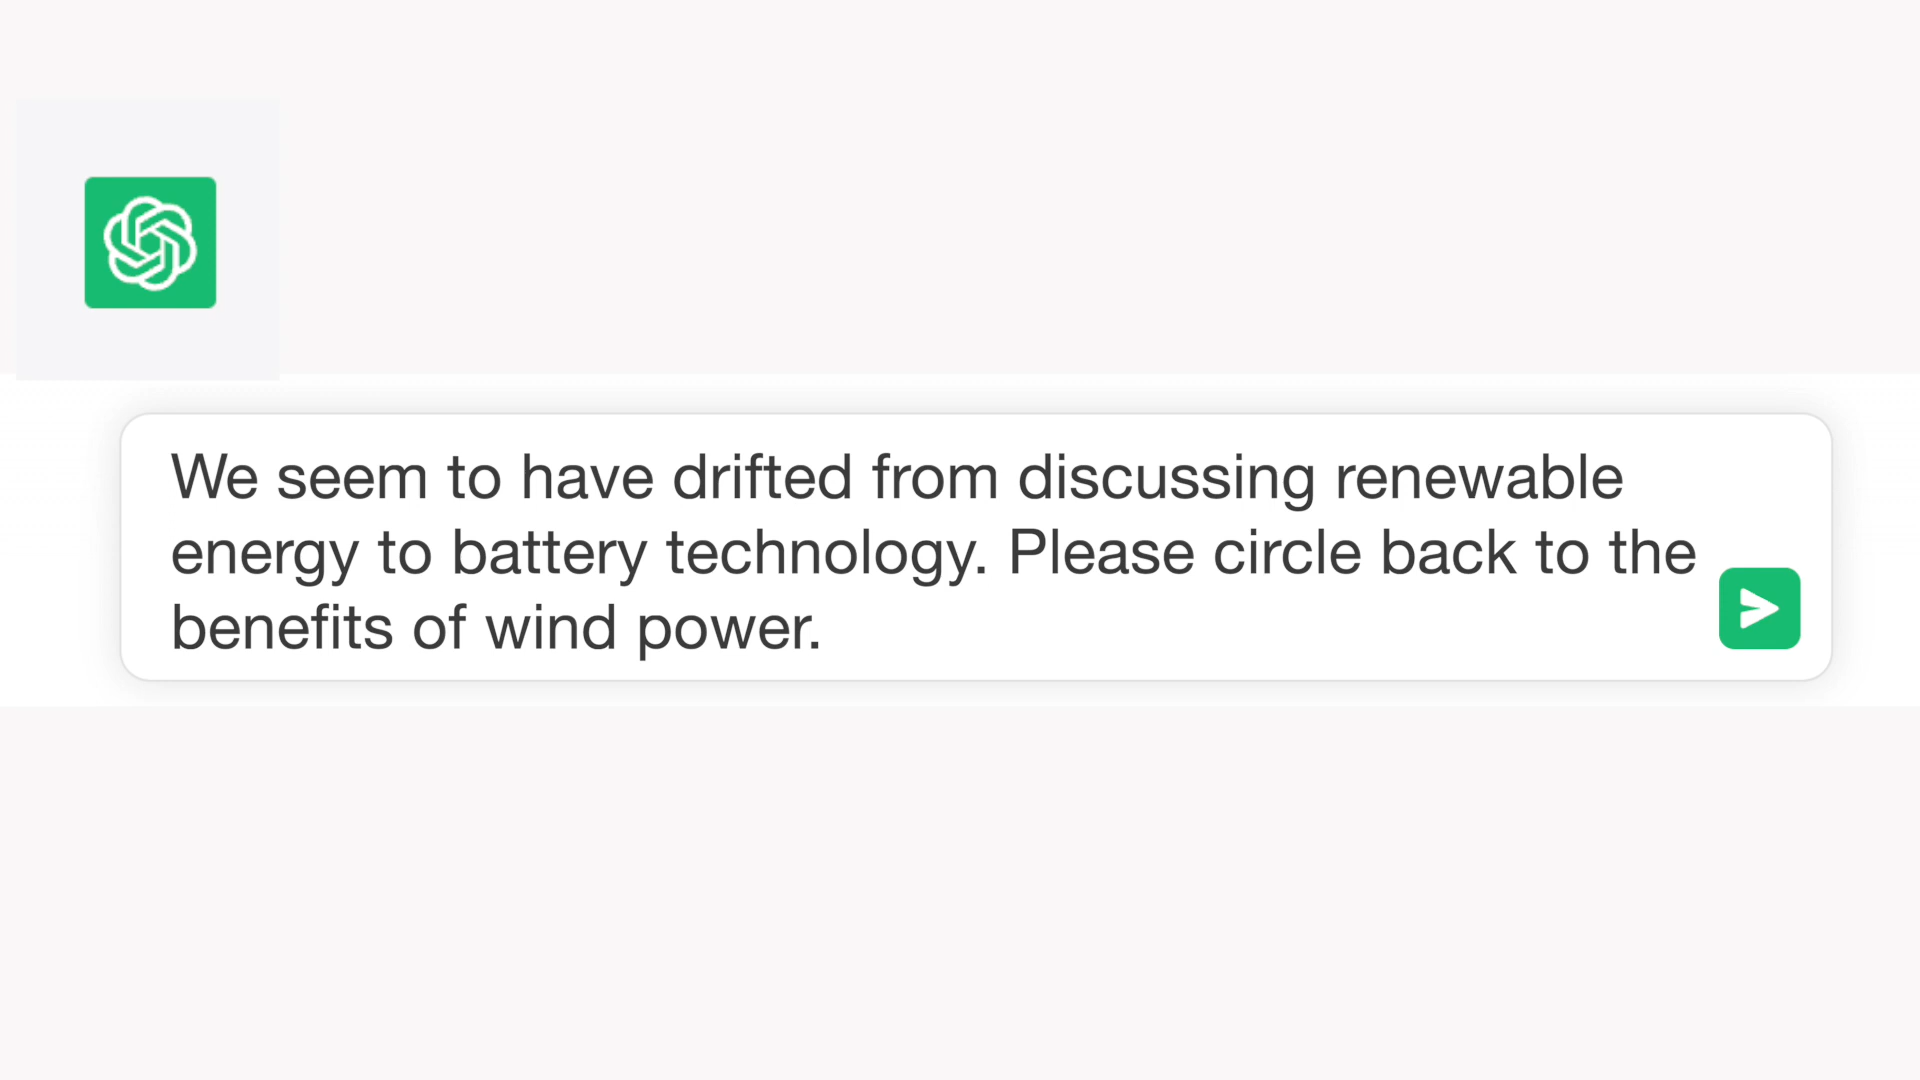 We seem to have drifted from discussing renewable
energy to battery technology. Please circle back to the
benefits of wind power.